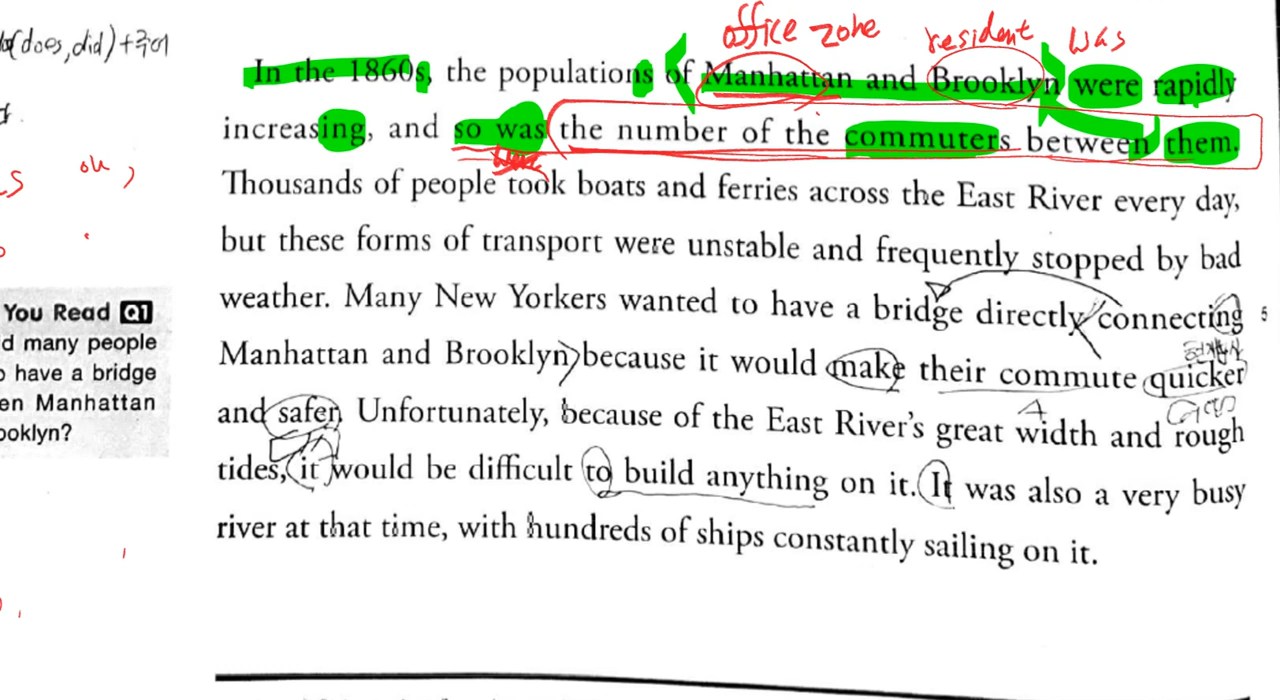 (does, did) + 주어
office zone resident was
In the 1860s, the populations of Manhattan and Brooklyn were rapidly
increasing, and so was the number of the commuters between them.
Thousands of people took boats and ferries across the East River every day,
but these forms of transport were unstable and frequently stopped by bad
weather. Many New Yorkers wanted to have a bridge directly connecting
5
Manhattan and Brooklyn because it would make their commute quicker
and safer. Unfortunately, because of the East River's great width and rough
tides, it would be difficult to build anything on it. It was also a very busy
river at that time, with hundreds of ships constantly sailing on it.
You Read Q1
d many people
o have a bridge
en Manhattan
ooklyn?